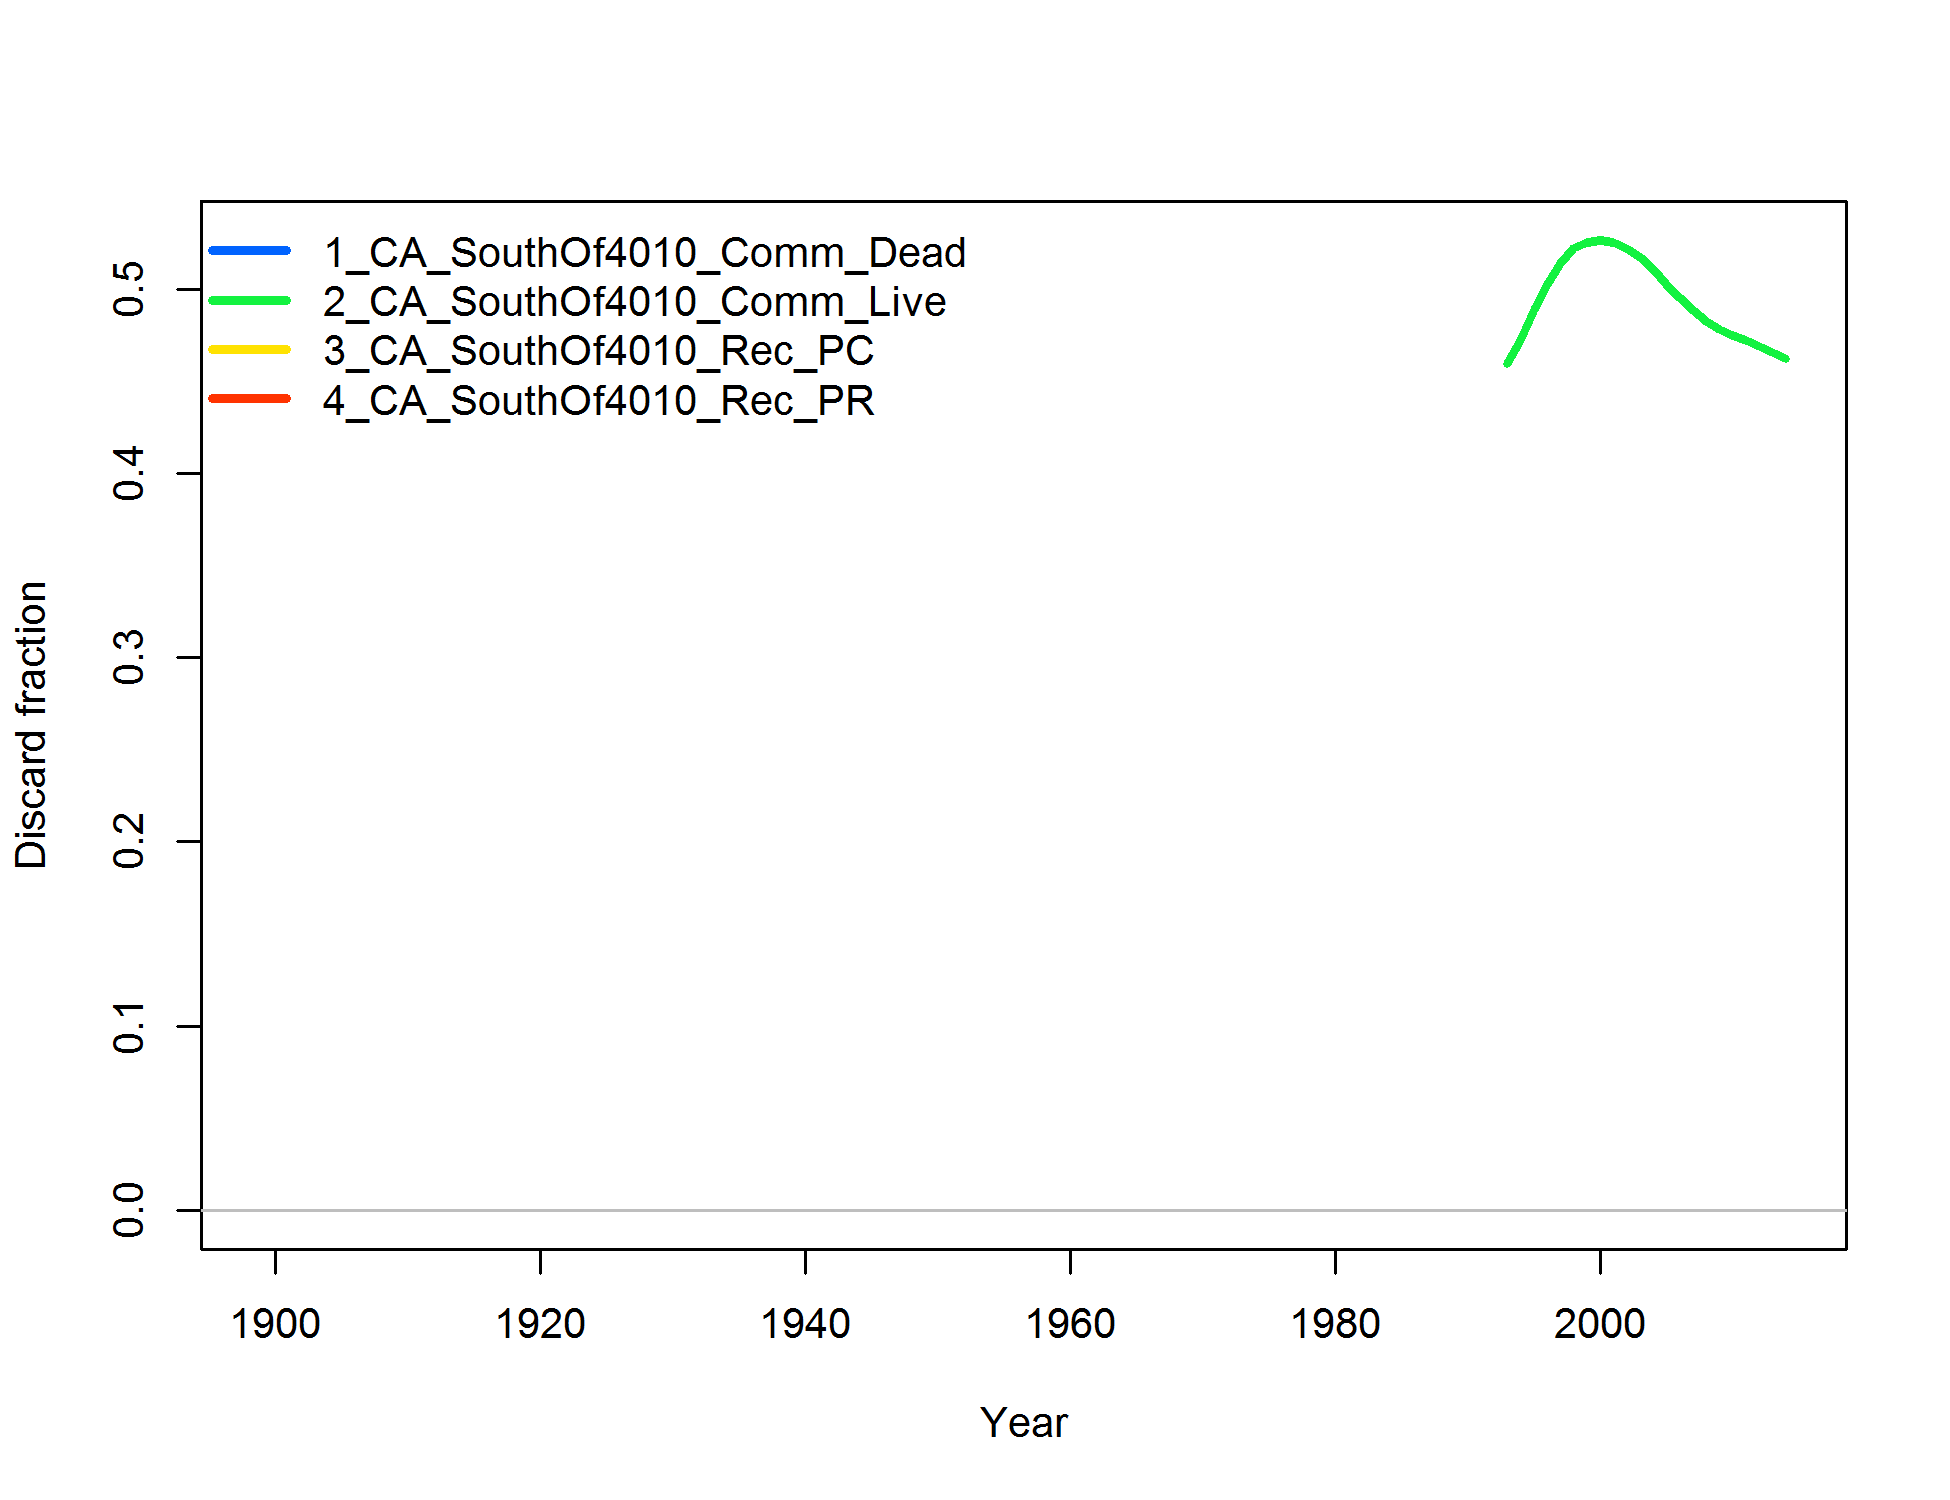 1_CA_SouthOf4010_Comm_Dead
2_CA_SouthOf4010_Comm_Live
3_CA_SouthOf4010_Rec_PC
4_CA_SouthOf4010_Rec_PR
0.5
0.4
0.3
0.2
0.1
0.0
Discard fraction
1900 1920 1940 1960 1980 2000
Year